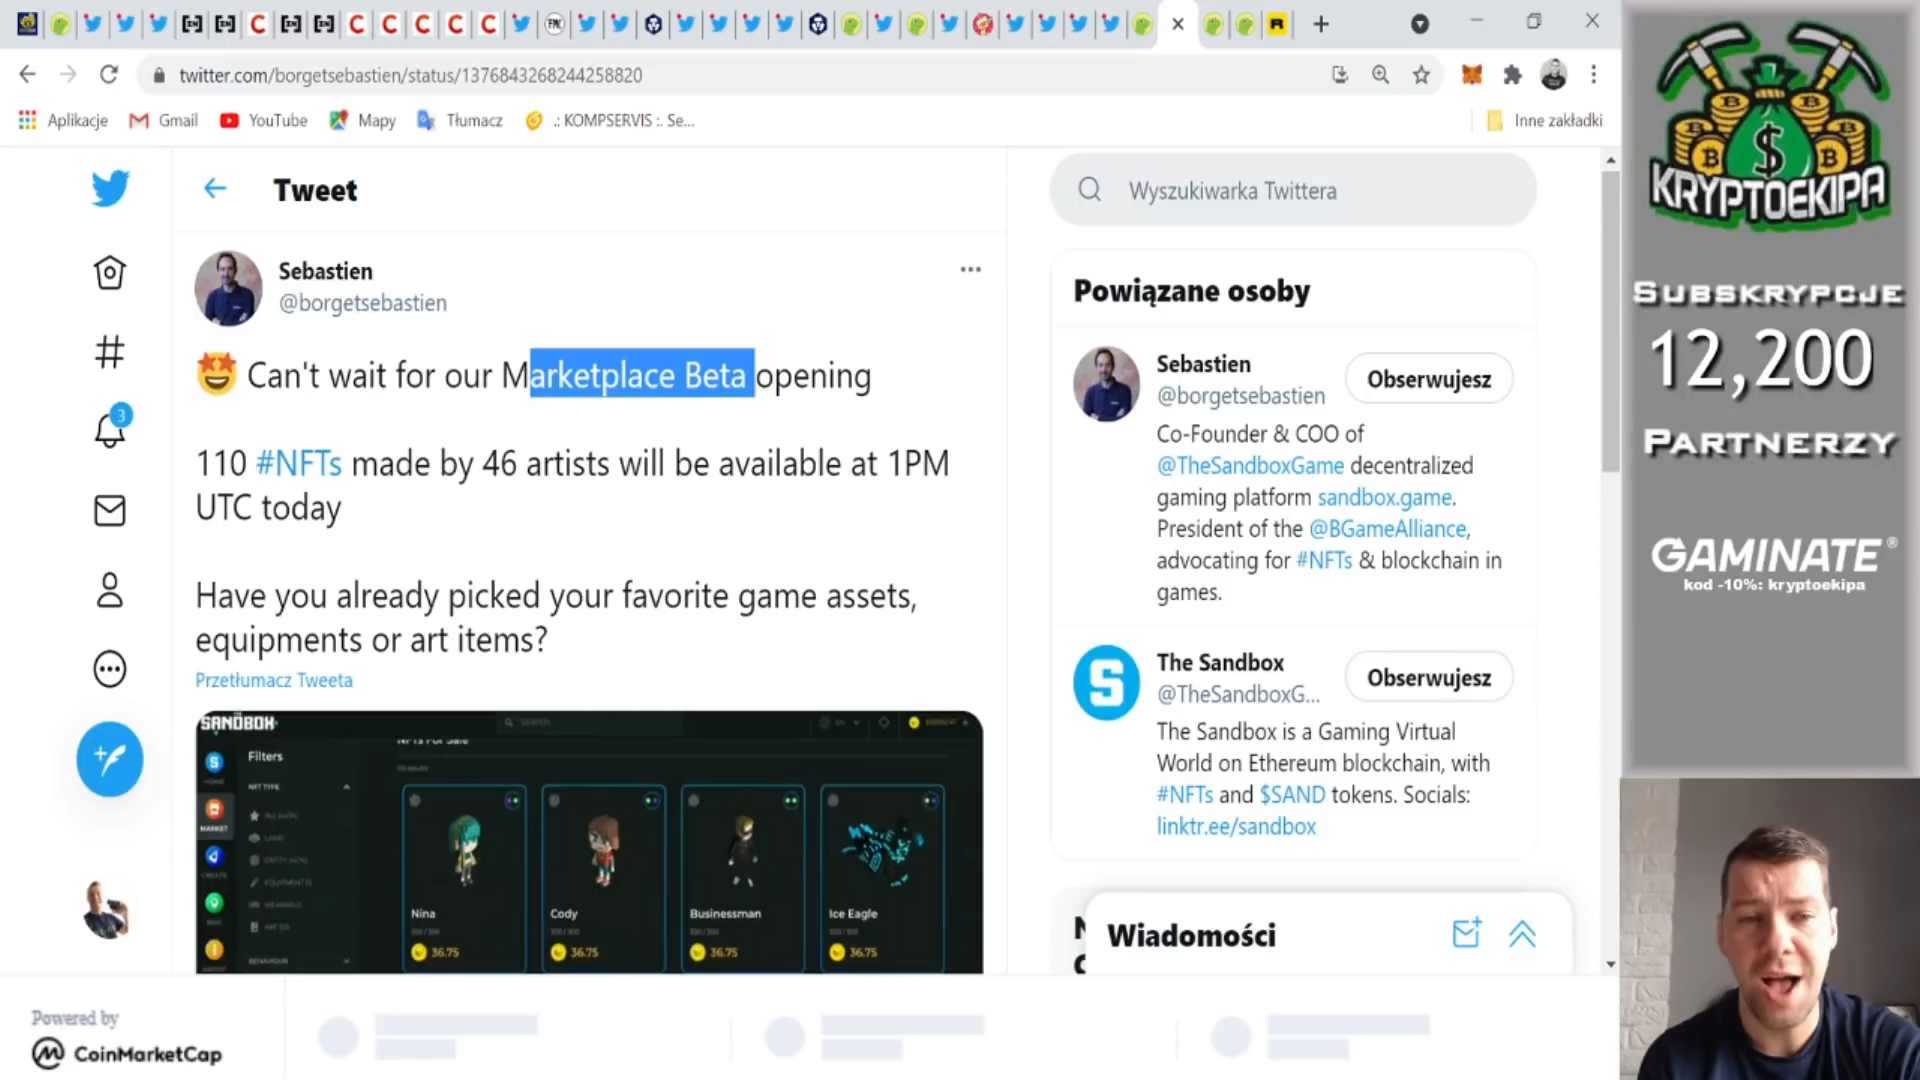 twitter.com/borgetsebastien/status/1376843268244258820
Aplikacje
Gmail
YouTube
Mapy
Tłumacz
.: KOMPSERVIS :. Se...
Inne zakładki
Tweet
Wyszukiwarka Twittera
Sebastien
@borgetsebastien
Can't wait for our Marketplace Beta opening
110 #NFTs made by 46 artists will be available at 1PM
UTC today
Have you already picked your favorite game assets,
equipments or art items?
Przetłumacz Tweeta
3
SANDBOX
Filters
NFTs For Sale
MARKET
Nina
Cody
Businessman
Ice Eagle
36.75
36.75
36.75
36.75
Powiązane osoby
Sebastien
@borgetsebastien
Obserwujesz
Co-Founder & COO of
@TheSandboxGame decentralized
gaming platform sandbox.game.
President of the @BGameAlliance,
advocating for #NFTs & blockchain in
games.
The Sandbox
@TheSandboxG...
Obserwujesz
The Sandbox is a Gaming Virtual
World on Ethereum blockchain, with
#NFTs and $SAND tokens. Socials:
linktr.ee/sandbox
Wiadomości
Powered by
CoinMarketCap
KRYPTOEKIPA
SUBSKRYPCJE
12,200
PARTNERZY
GAMINATE®
kod -10%: kryptoekipa